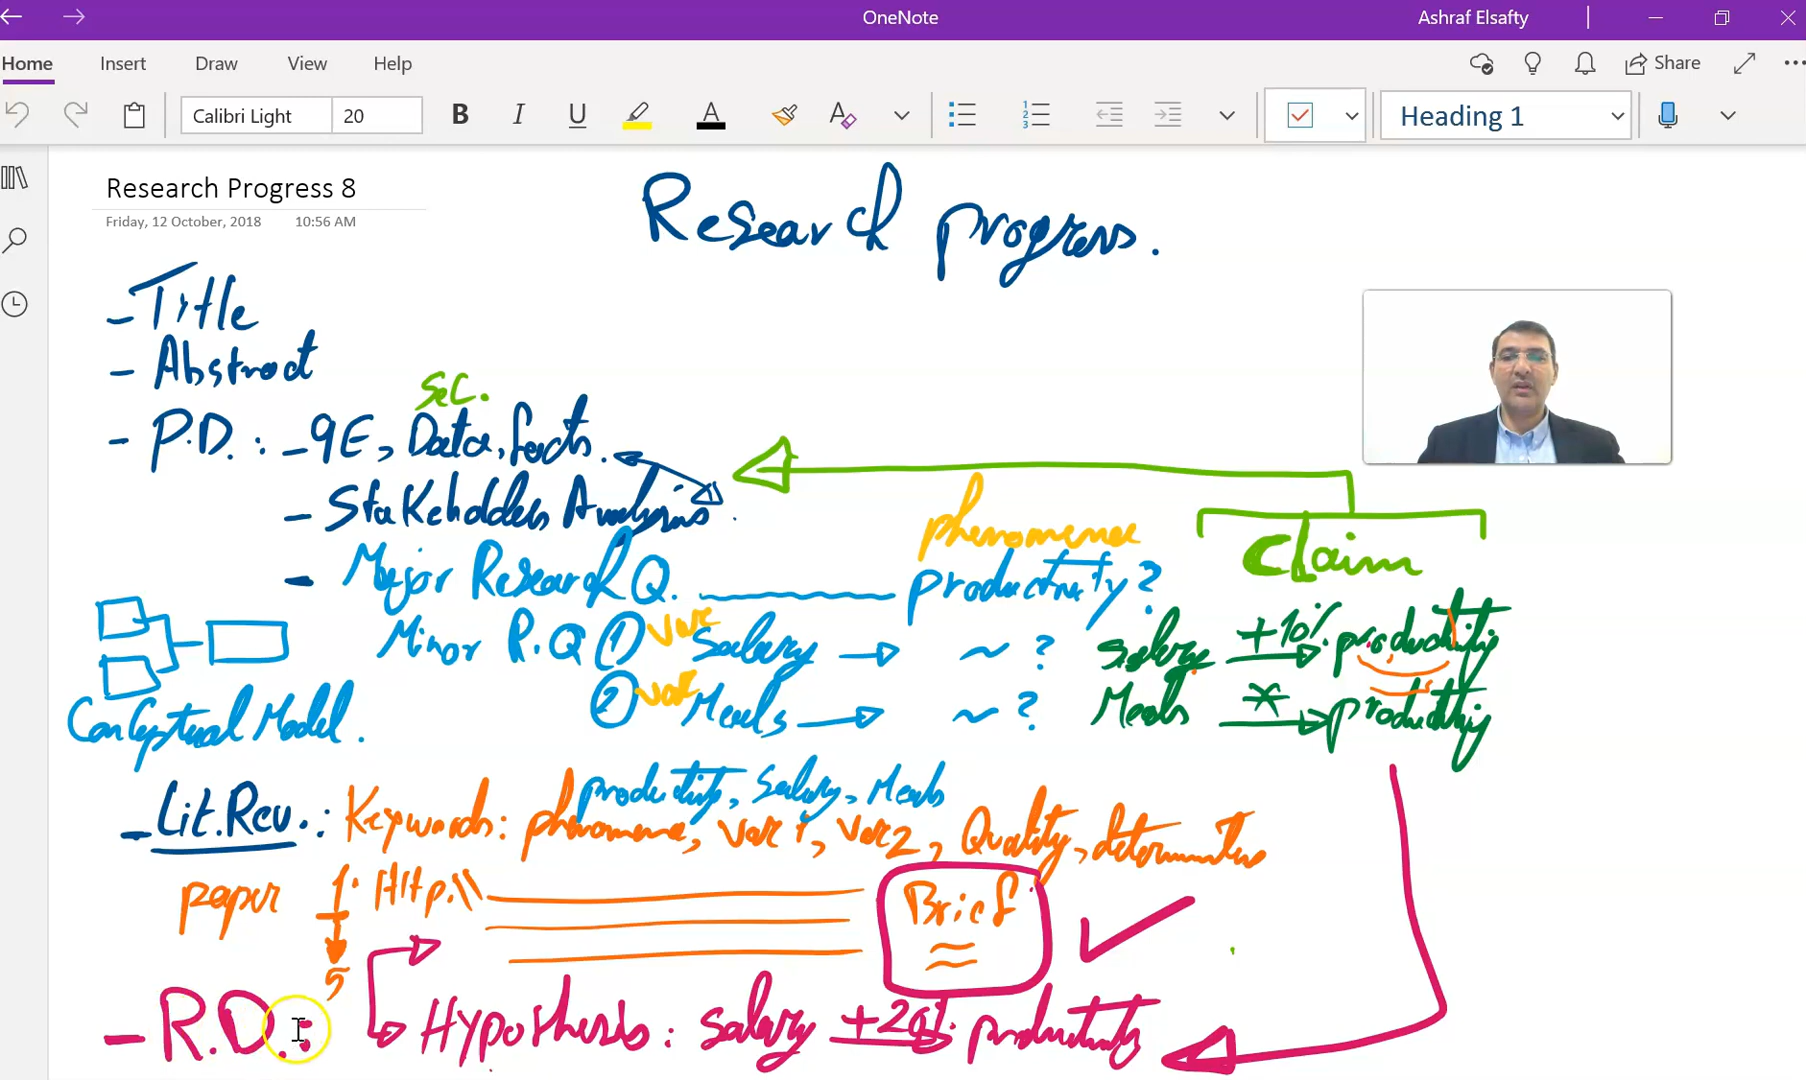 OneNote
Ashraf Elsafty
Home Insert Draw View Help
Share
Calibri Light 20 B I U A Heading 1
Research Progress 8
Friday, 12 October, 2018 10:56 AM
Research progress.
- Title
- Abstract
Sec.
- P.D. : - 9E, Data, facts.
- Stakeholders Analysis.
phenomenea
claim
- Major Research Q. productivity?
Minor R.Q ① var Salary → ~ ?
salary +10% productivity
② var Meals → ~ ?
Meals * productivity
Conceptual Model.
productivity, Salary, Meals
- Lit. Rev. : Keywords: phenomena, var 1, var 2, Quality, determinates
paper 1. Http.\\ Brief
5
- R.D. : Hypothesis : salary productivity